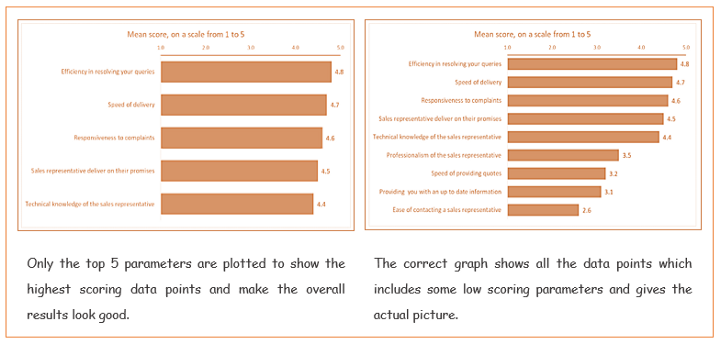 Mean score, on a scale from 1 to 5
1.0 2.0 3.0 4.0 5.0
Efficiency in resolving your queries 4.8
Speed of delivery 4.7
Responsiveness to complaints 4.6
Sales representative deliver on their promises 4.5
Technical knowledge of the sales representative 4.4
Only the top 5 parameters are plotted to show the
highest scoring data points and make the overall
results look good.
Mean score, on a scale from 1 to 5
1.0 2.0 3.0 4.0 5.0
Efficiency in resolving your queries 4.8
Speed of delivery 4.7
Responsiveness to complaints 4.6
Sales representative deliver on their promises 4.5
Technical knowledge of the sales representative 4.4
Professionalism of the sales representative 3.5
Speed of providing quotes 3.2
Providing you with an up to date information 3.1
Ease of contacting a sales representative 2.6
The correct graph shows all the data points which
includes some low scoring parameters and gives the
actual picture.